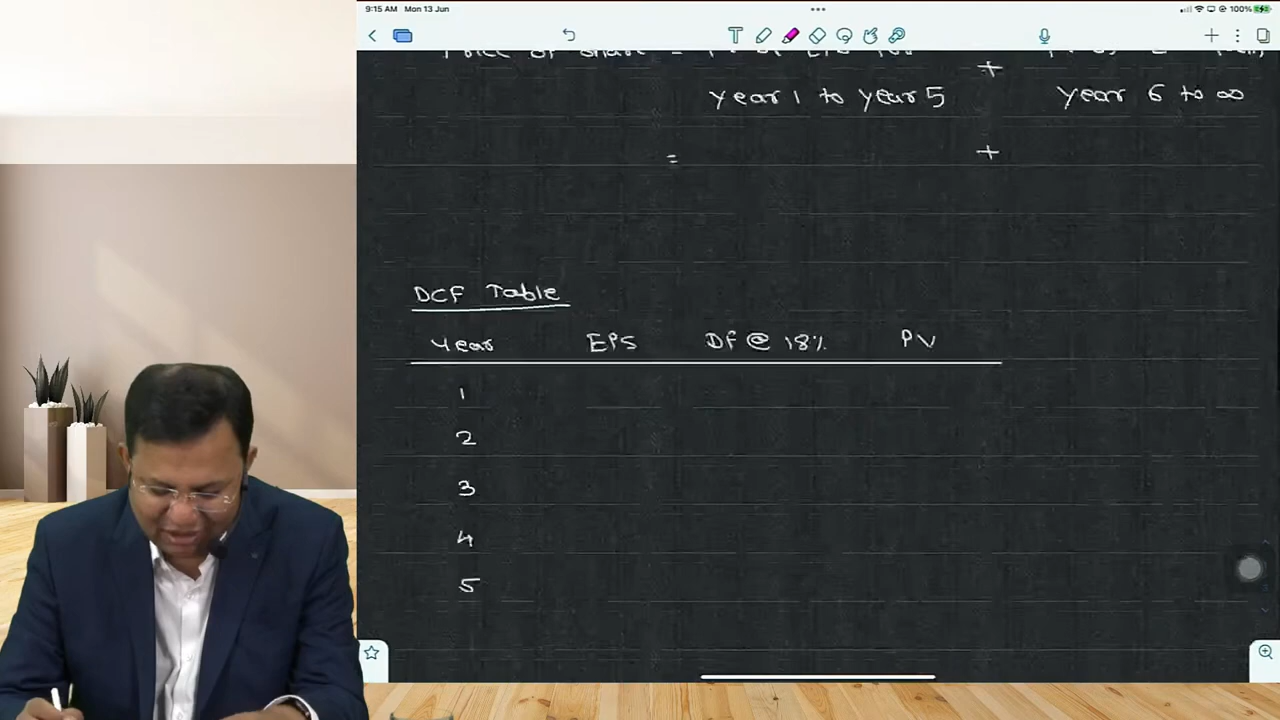 9:15 AM Mon 13 Jun
100%
year 1 to year 5 + year 6 to ∞
= +
DCF Table
Year EPS DF @ 18% PV
1
2
3
4
5